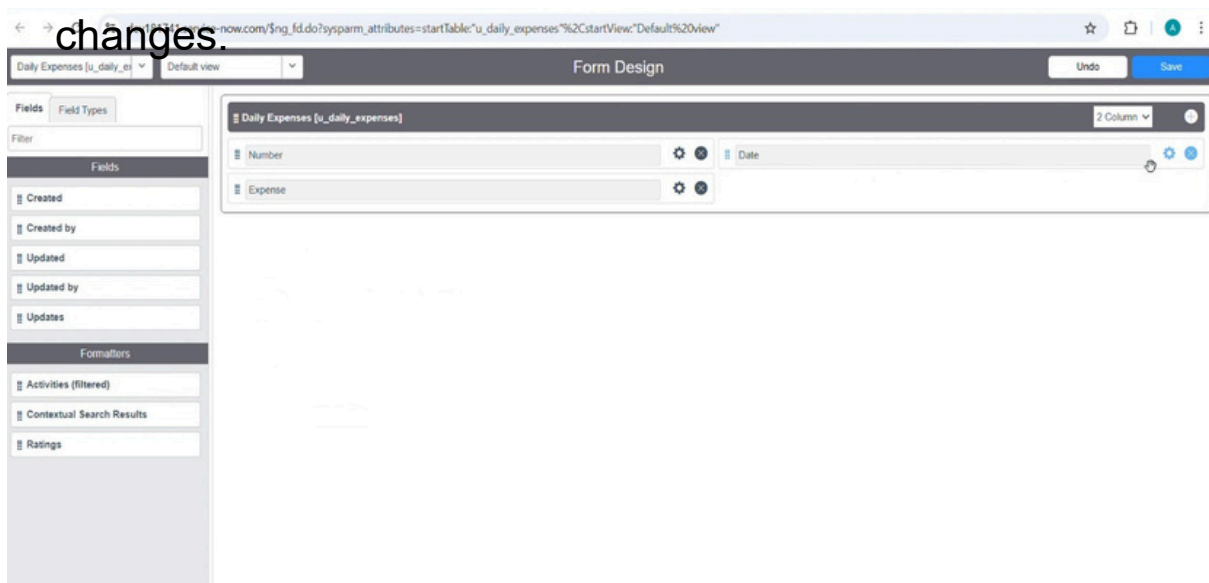 changes.
now.com/$ng_fd.do?sysparm_attributes=startTable:"u_daily_expenses"%2CstartView:"Default%20view"
A
Daily Expenses [u_daily_ex
Default view
Form Design
Undo
Save
Fields
Field Types
Filter
Fields
Created
Created by
Updated
Updated by
Updates
Formatters
Activities (filtered)
Contextual Search Results
Ratings
Daily Expenses [u_daily_expenses]
2 Column
Number
Date
Expense